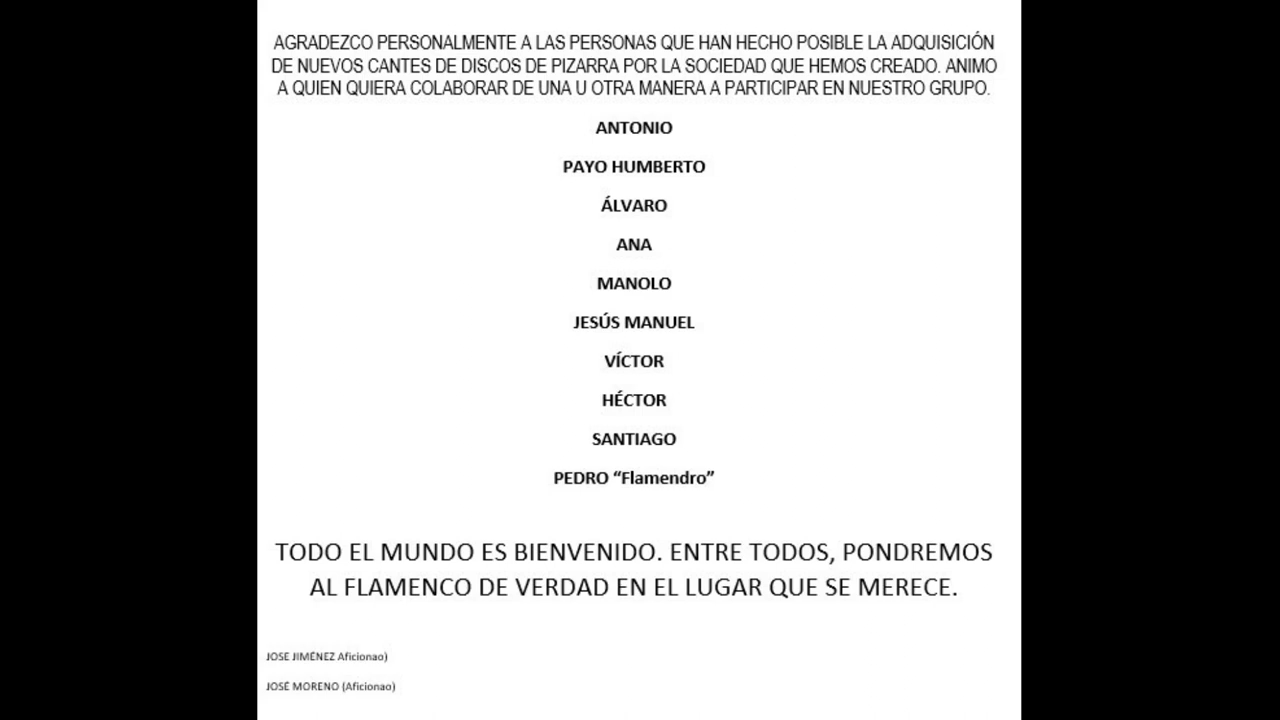 AGRADEZCO PERSONALMENTE A LAS PERSONAS QUE HAN HECHO POSIBLE LA ADQUISICIÓN
DE NUEVOS CANTES DE DISCOS DE PIZARRA POR LA SOCIEDAD QUE HEMOS CREADO. ANIMO
A QUIEN QUIERA COLABORAR DE UNA U OTRA MANERA A PARTICIPAR EN NUESTRO GRUPO.
ANTONIO
PAYO HUMBERTO
ÁLVARO
ANA
MANOLO
JESÚS MANUEL
VÍCTOR
HÉCTOR
SANTIAGO
PEDRO “Flamendro”
TODO EL MUNDO ES BIENVENIDO. ENTRE TODOS, PONDREMOS
AL FLAMENCO DE VERDAD EN EL LUGAR QUE SE MERECE.
JOSE JIMÉNEZ Aficionao)
JOSÉ MORENO (Aficionao)